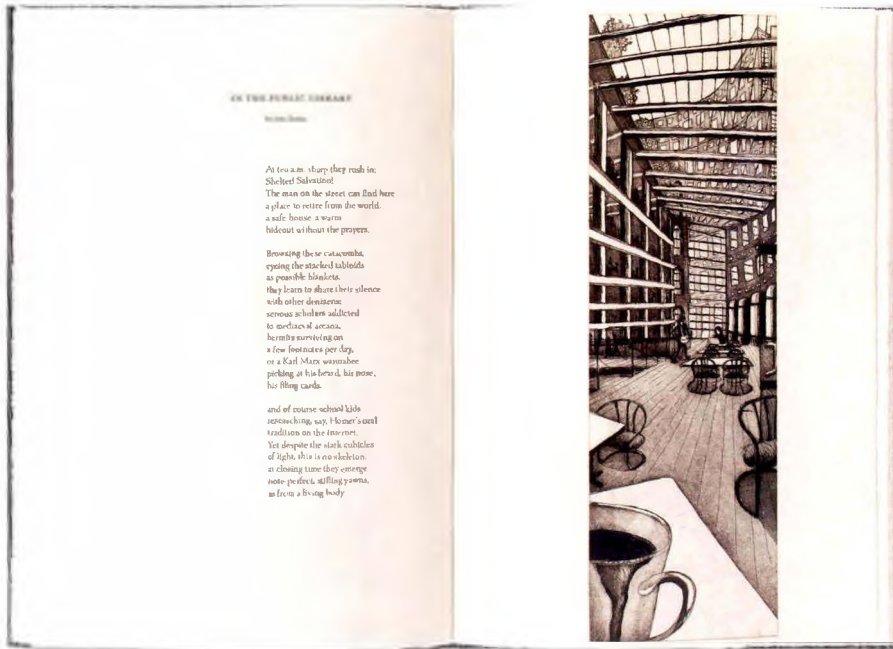 IN THE PUBLIC LIBRARY
At ten a.m. sharp they rush in:
Shelter! Salvation!
The man on the street can find here
a place to retire from the world,
a safe house a warm
hideout without the prayers.
Browsing these catacombs,
eyeing the stacked tabloids
as possible blankets,
they learn to share their silence
with other denizens:
serious scholars addicted
to mediaeval arcana,
hermits surviving on
a few footnotes per day,
or a Karl Marx wannabee
picking at his beard, his nose,
his filing cards.
and of course school kids
researching, say, Homer's oral
tradition on the internet.
Yet despite the stark cubicles
of light, this is no skeleton.
at closing time they emerge
note-perfect, stifling yawns,
as from a living body